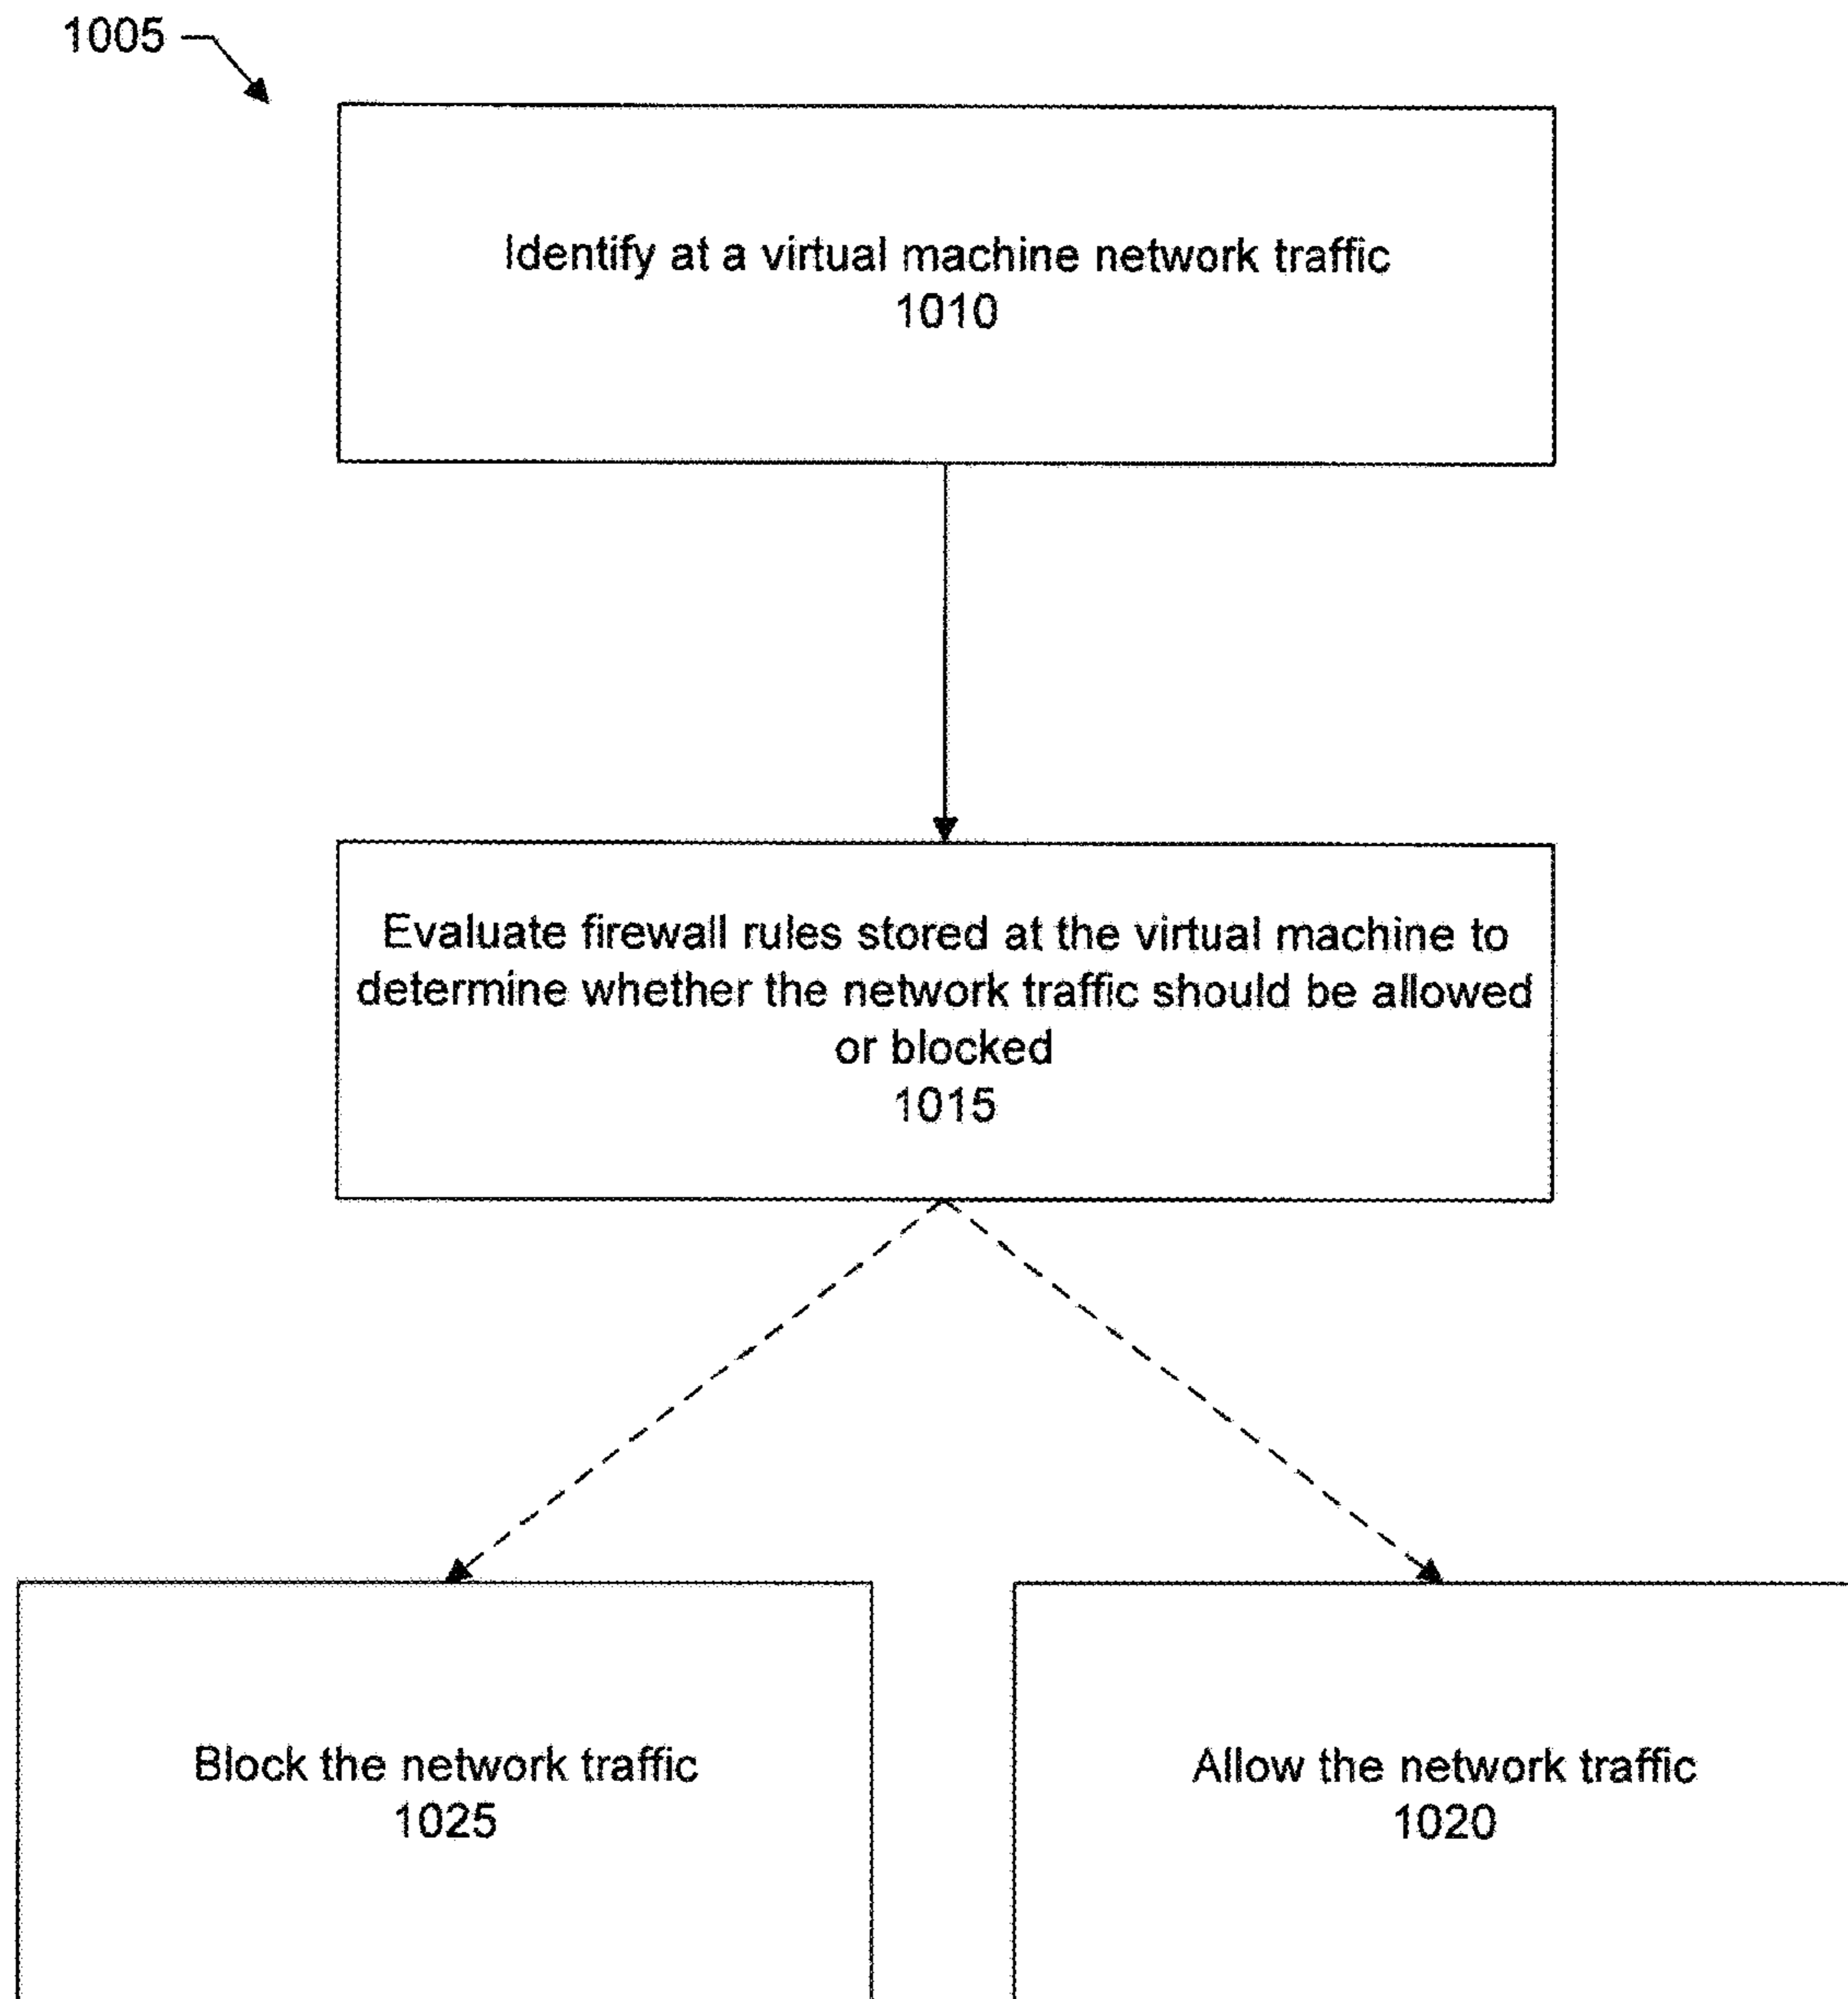 1005
Identify at a virtual machine network traffic
1010
Evaluate firewall rules stored at the virtual machine to
determine whether the network traffic should be allowed
or blocked
1015
Block the network traffic
1025
Allow the network traffic
1020